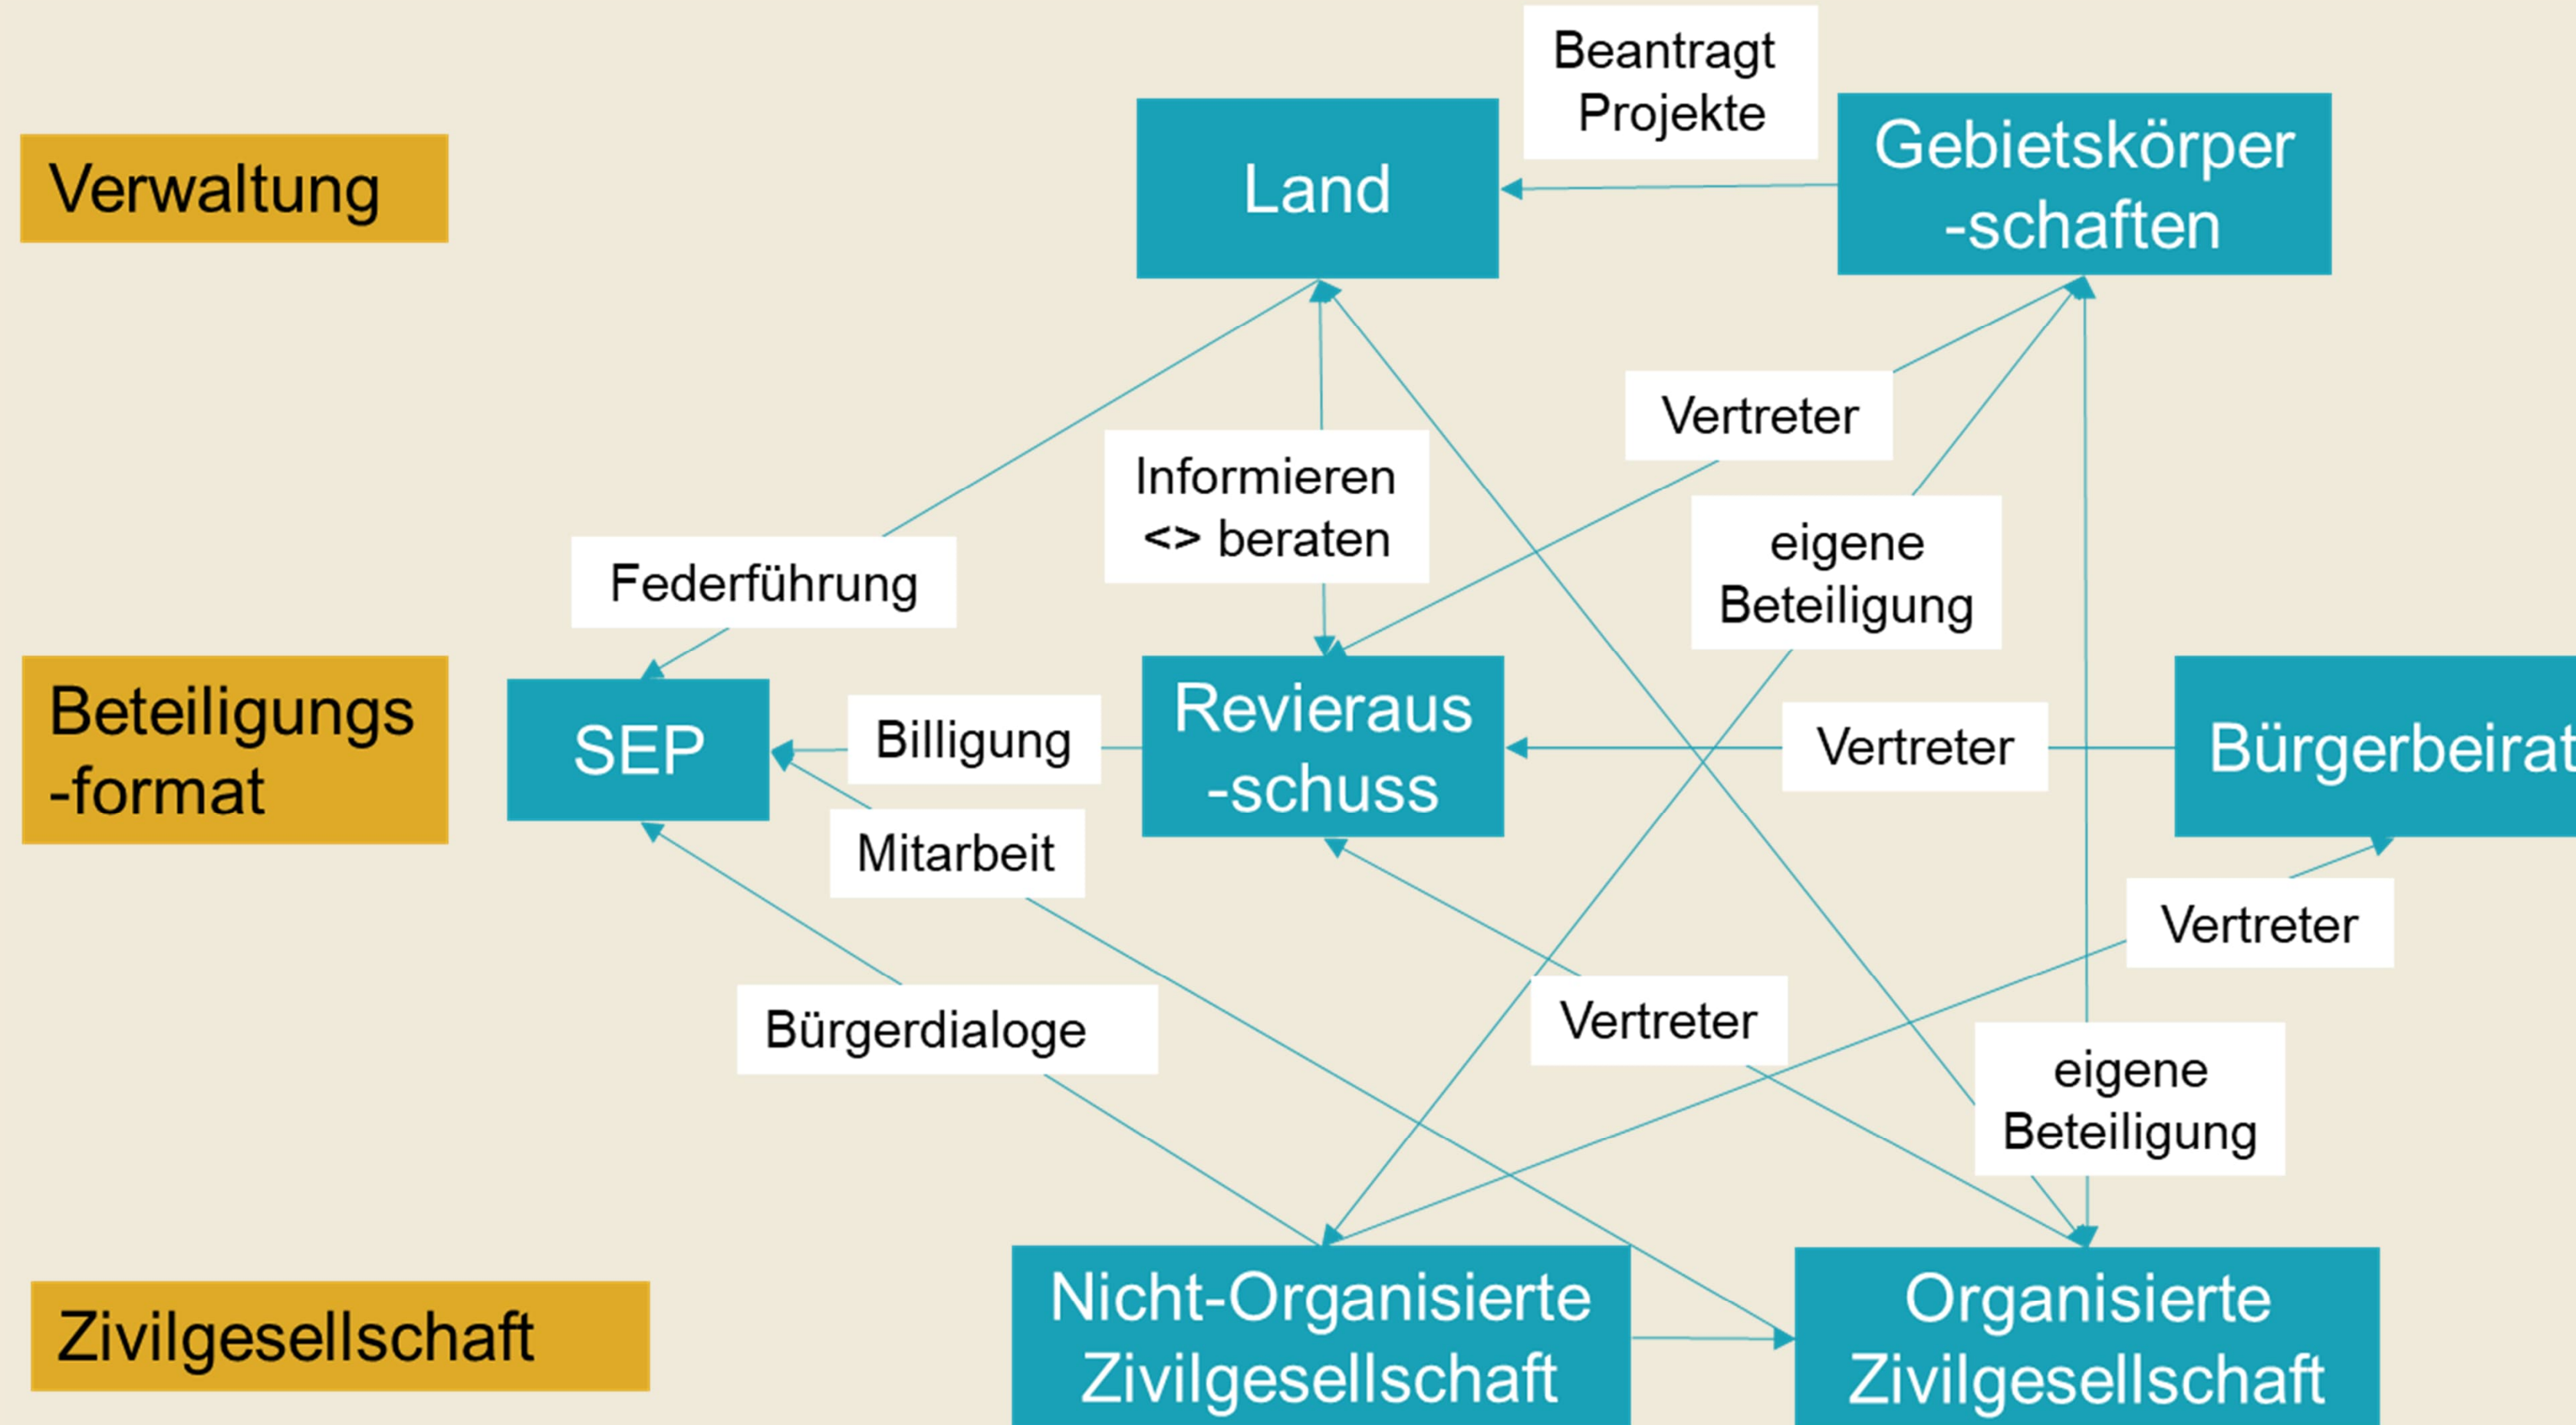 Beantragt
Projekte
Verwaltung
Land
Gebietskörper
-schaften
Vertreter
Informieren
<> beraten
eigene
Beteiligung
Federführung
Beteiligungs
-format
SEP
Billigung
Revieraus
-schuss
Vertreter
Bürgerbeirat
Mitarbeit
Vertreter
Bürgerdialoge
Vertreter
eigene
Beteiligung
Zivilgesellschaft
Nicht-Organisierte
Zivilgesellschaft
Organisierte
Zivilgesellschaft